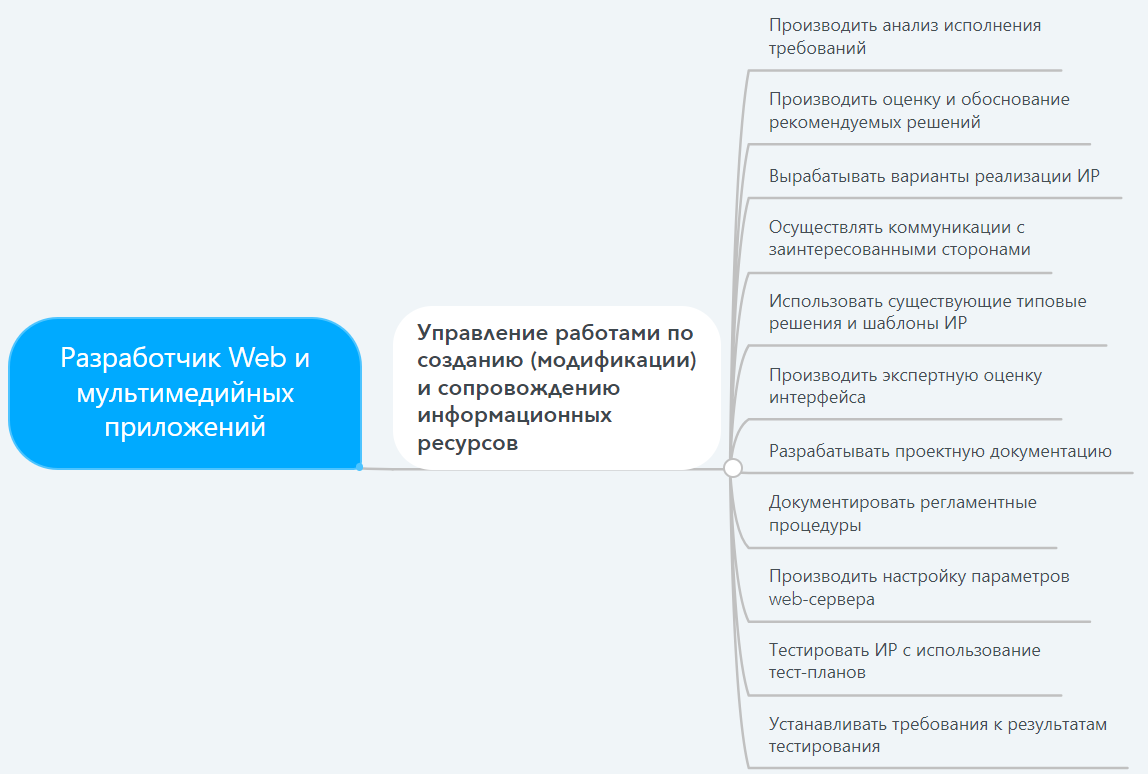 Разработчик Web и
мультимедийных
приложений
Управление работами по
созданию (модификации)
и сопровождению
информационных
ресурсов
Производить анализ исполнения
требований
Производить оценку и обоснование
рекомендуемых решений
Вырабатывать варианты реализации ИР
Осуществлять коммуникации с
заинтересованными сторонами
Использовать существующие типовые
решения и шаблоны ИР
Производить экспертную оценку
интерфейса
Разрабатывать проектную документацию
Документировать регламентные
процедуры
Производить настройку параметров
web-сервера
Тестировать ИР с использование
тест-планов
Устанавливать требования к результатам
тестирования